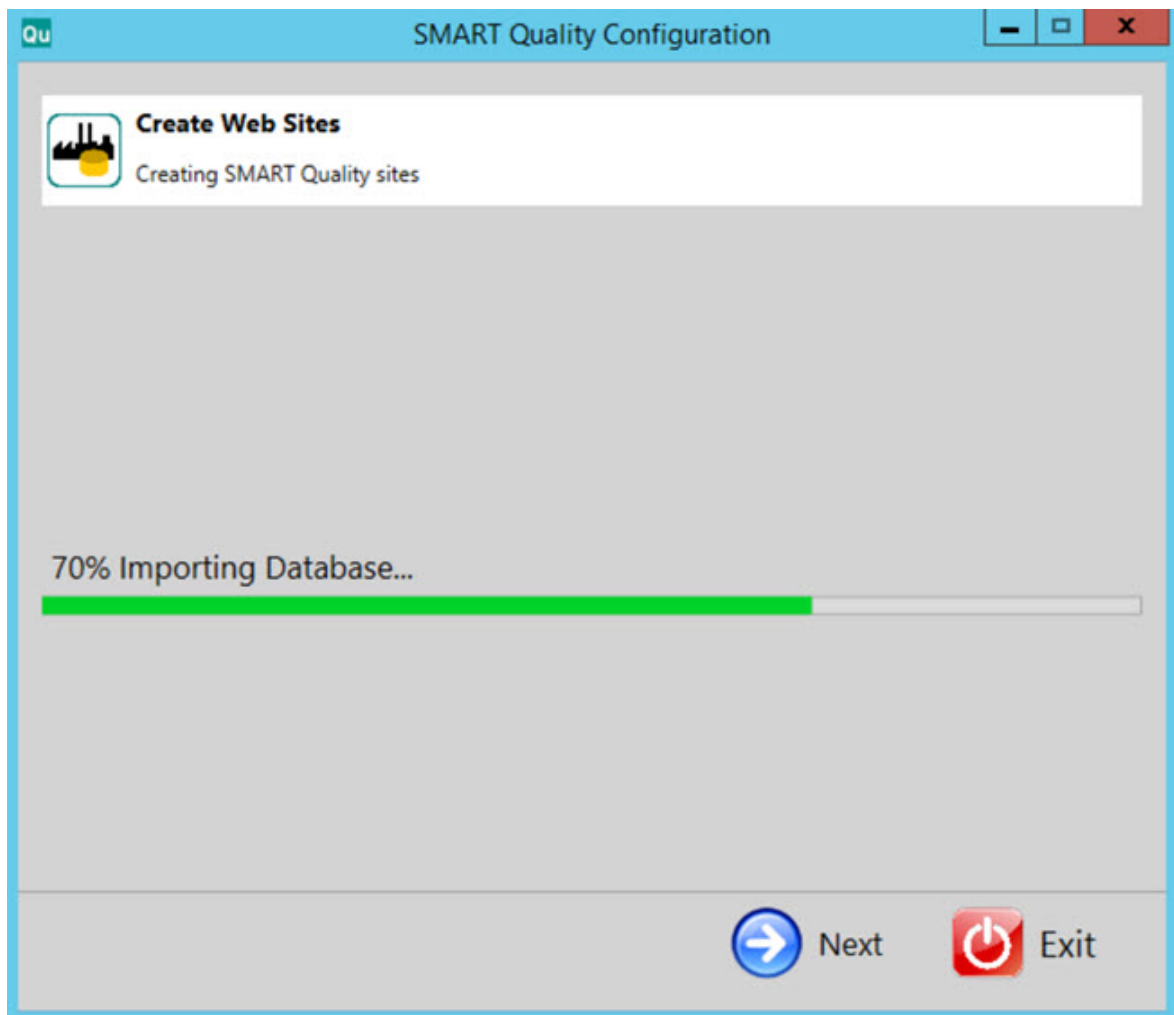 Qu
SMART Quality Configuration
Create Web Sites
Creating SMART Quality sites
70% Importing Database...
Next
Exit